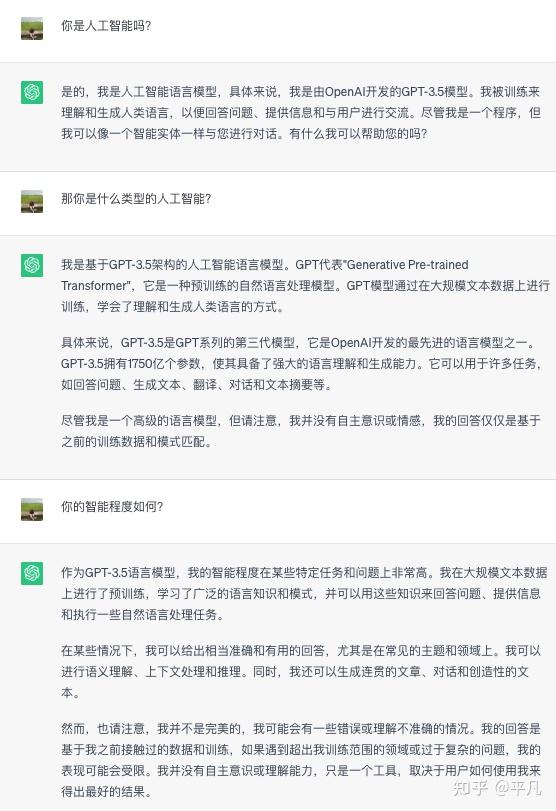 你是人工智能吗?
是的，我是人工智能语言模型，具体来说，我是由OpenAI开发的GPT-3.5模型。我被训练来
理解和生成人类语言，以便回答问题、提供信息和与用户进行交流。尽管我是一个程序，但
我可以像一个智能实体一样与您进行对话。有什么我可以帮助您的吗?
那你是什么类型的人工智能?
我是基于GPT-3.5架构的人工智能语言模型。GPT代表"Generative Pre-trained
Transformer"，它是一种预训练的自然语言处理模型。GPT模型通过在大规模文本数据上进行
训练，学会了理解和生成人类语言的方式。
具体来说，GPT-3.5是GPT系列的第三代模型，它是OpenAI开发的最先进的语言模型之一。
GPT-3.5拥有1750亿个参数，使其具备了强大的语言理解和生成能力。它可以用于许多任务，
如回答问题、生成文本、翻译、对话和文本摘要等。
尽管我是一个高级的语言模型，但请注意，我并没有自主意识或情感，我的回答仅仅是基于
之前的训练数据和模式匹配。
你的智能程度如何?
作为GPT-3.5语言模型，我的智能程度在某些特定任务和问题上非常高。我在大规模文本数据
上进行了预训练，学习了广泛的语言知识和模式，并可以用这些知识来回答问题、提供信息
和执行一些自然语言处理任务。
在某些情况下，我可以给出相当准确和有用的回答，尤其是在常见的主题和领域上。我可以
进行语义理解、上下文处理和推理。同时，我还可以生成连贯的文章、对话和创造性的文
本。
然而，也请注意，我并不是完美的，我可能会有一些错误或理解不准确的情况。我的回答是
基于我之前接触过的数据和训练，如果遇到超出我训练范围的领域或过于复杂的问题，我的
表现可能会受限。我并没有自主意识或理解能力，只是一个工具，取决于用户如何使用我来
得出最好的结果。
知乎 @平凡